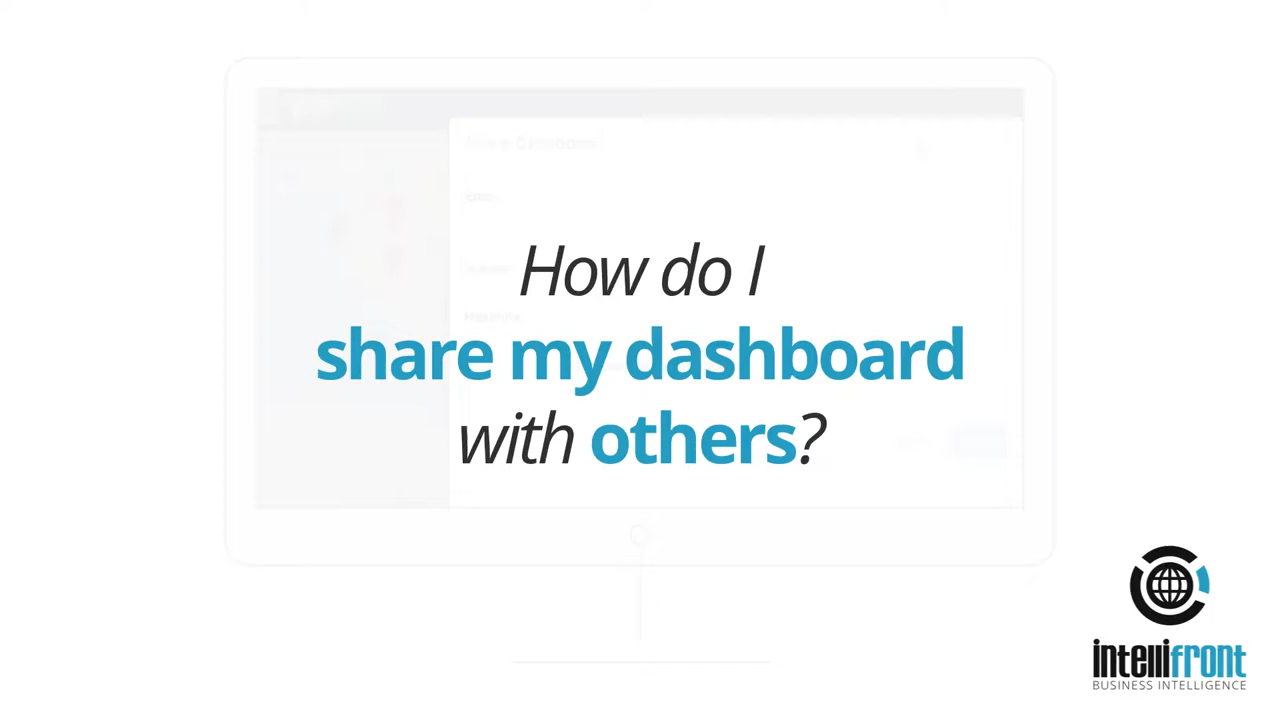 How do I
share my dashboard
with others?
intellifront
BUSINESS INTELLIGENCE